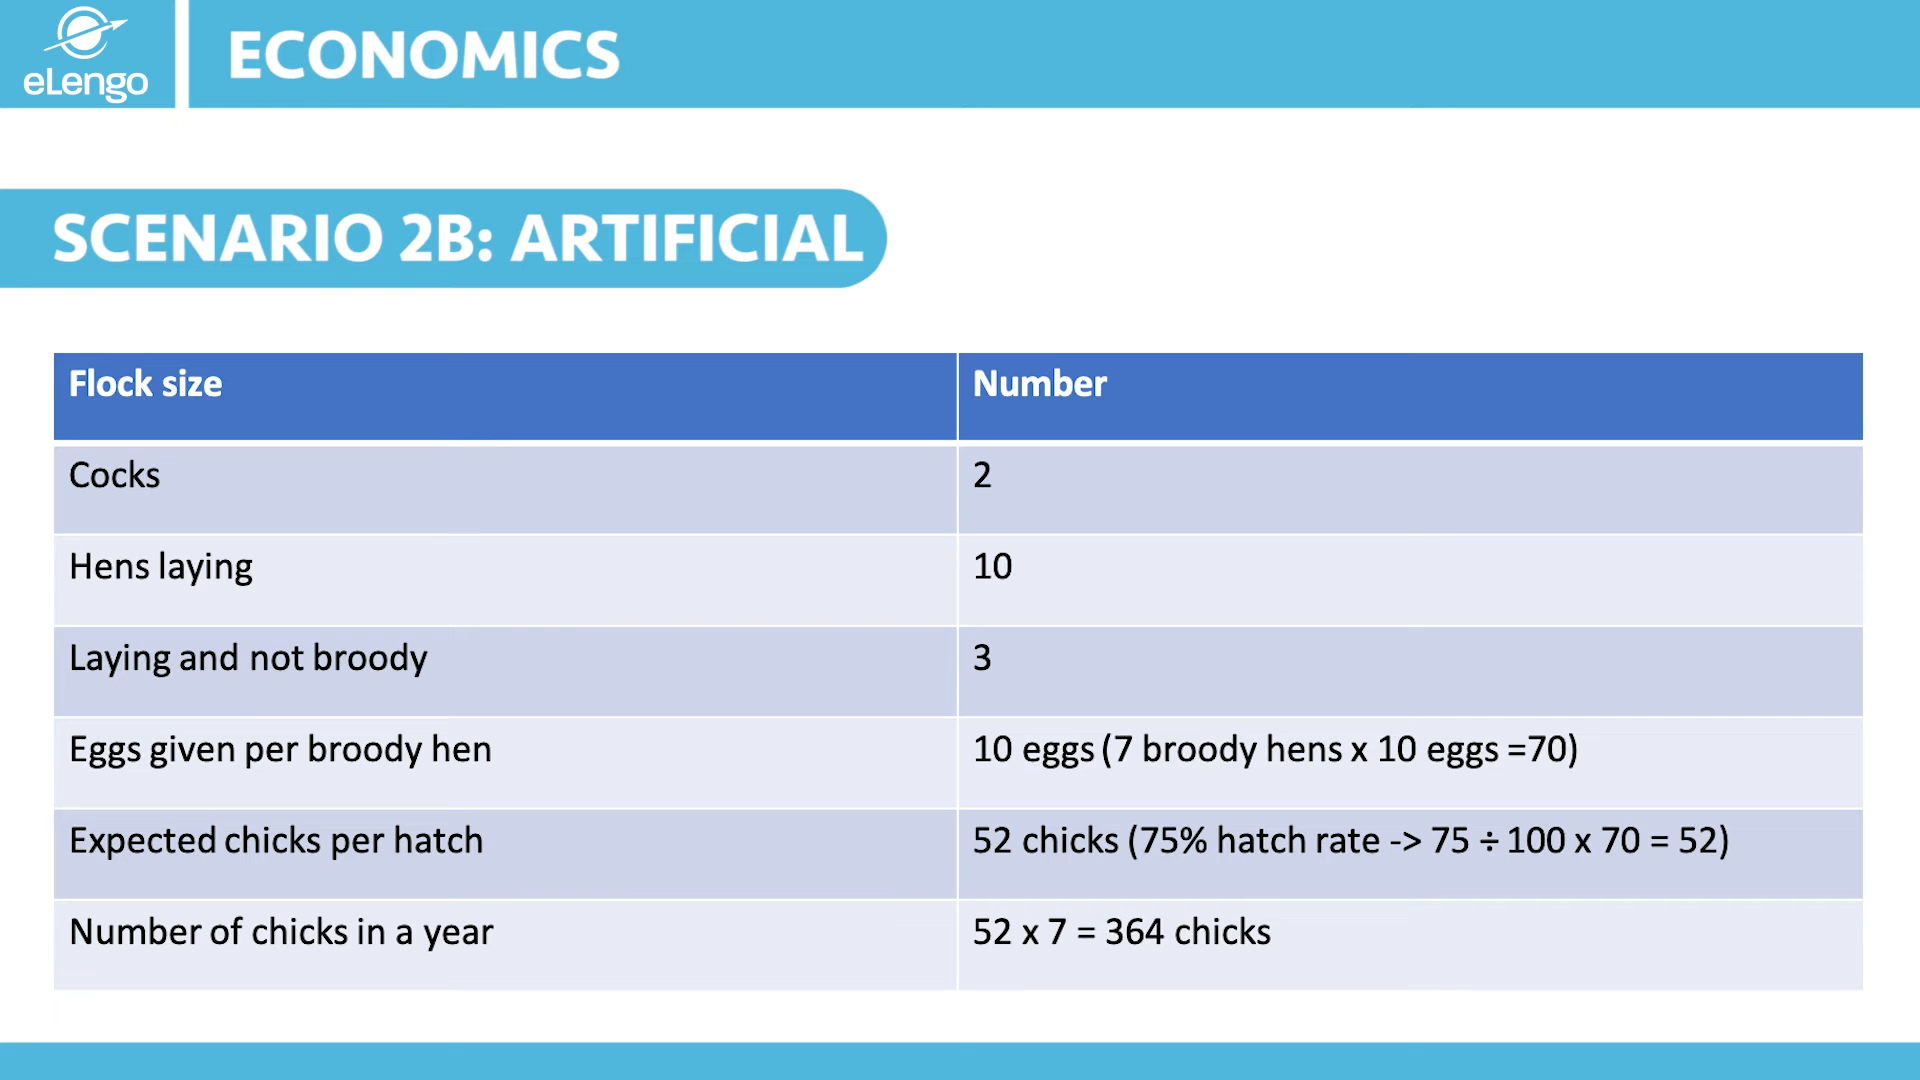 eLengo
ECONOMICS
SCENARIO 2B: ARTIFICIAL
Flock size Number
Cocks 2
Hens laying 10
Laying and not broody 3
Eggs given per broody hen 10 eggs (7 broody hens x 10 eggs =70)
Expected chicks per hatch 52 chicks (75% hatch rate -> 75 ÷ 100 x 70 = 52)
Number of chicks in a year 52 x 7 = 364 chicks